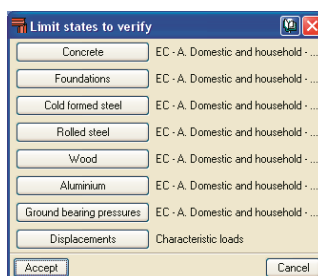 Limit states to verify
Concrete EC - A. Domestic and household - ...
Foundations EC - A. Domestic and household - ...
Cold formed steel EC - A. Domestic and household - ...
Rolled steel EC - A. Domestic and household - ...
Wood EC - A. Domestic and household - ...
Aluminium EC - A. Domestic and household - ...
Ground bearing pressures EC - A. Domestic and household - ...
Displacements Characteristic loads
Accept Cancel